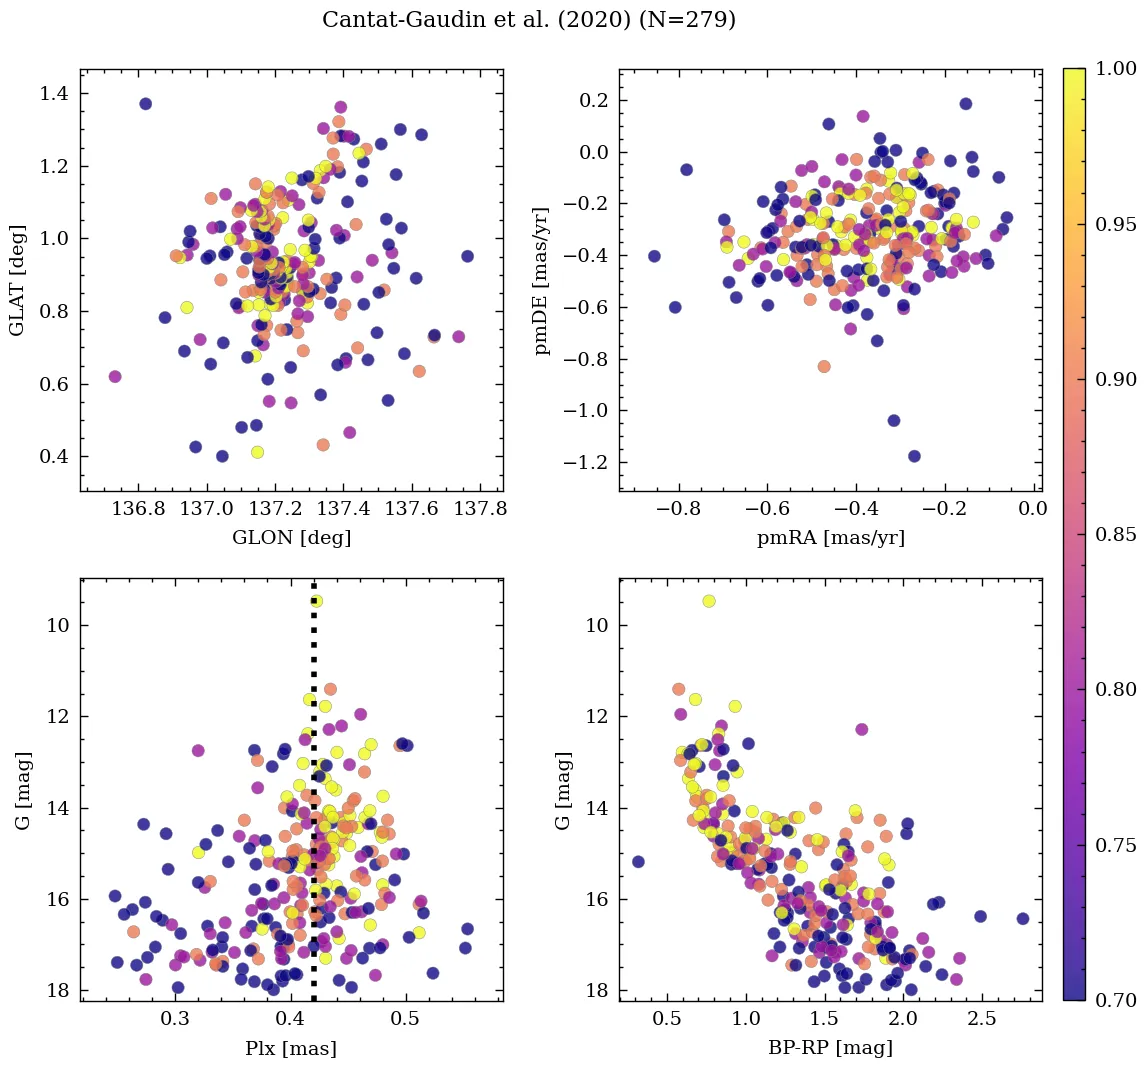 Cantat-Gaudin et al. (2020) (N=279)
1.4
1.2
1.0
0.8
0.6
0.4
GLAT [deg]
136.8 137.0 137.2 137.4 137.6 137.8
GLON [deg]
0.2
0.0
−0.2
−0.4
−0.6
−0.8
−1.0
−1.2
pmDE [mas/yr]
−0.8 −0.6 −0.4 −0.2 0.0
pmRA [mas/yr]
10
12
14
16
18
G [mag]
0.3 0.4 0.5
Plx [mas]
10
12
14
16
18
G [mag]
0.5 1.0 1.5 2.0 2.5
BP-RP [mag]
1.00
0.95
0.90
0.85
0.80
0.75
0.70